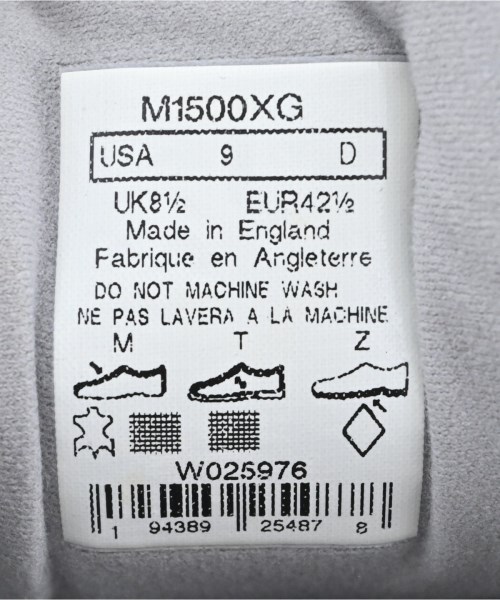 M1500XG
USA 9 D
UK8½ EUR42½
Made in England
Fabrique en Angleterre
DO NOT MACHINE WASH
NE PAS LAVERA A LA MACHINE
M T Z
W025976
1 94389 25487 8